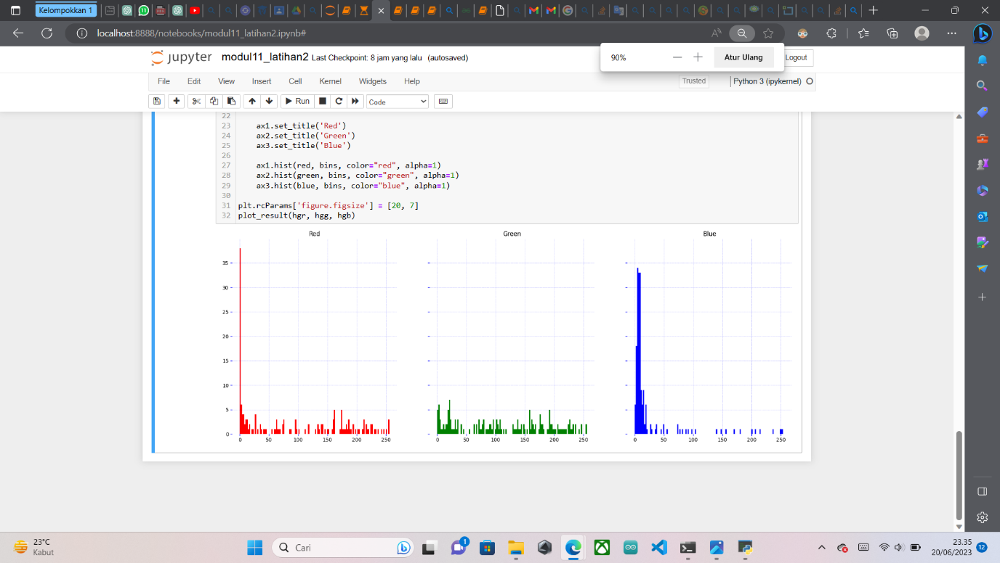 Kelompokkan 1
localhost:8888/notebooks/modul11_latihan2.ipynb#
90%
Atur Ulang
jupyter modul11_latihan2 Last Checkpoint: 8 jam yang lalu (autosaved)
Logout
File Edit View Insert Cell Kernel Widgets Help
Trusted
Python 3 (ipykernel)
Run
Code
22
23 ax1.set_title('Red')
24 ax2.set_title('Green')
25 ax3.set_title('Blue')
26
27 ax1.hist(red, bins, color="red", alpha=1)
28 ax2.hist(green, bins, color="green", alpha=1)
29 ax3.hist(blue, bins, color="blue", alpha=1)
30
31 plt.rcParams['figure.figsize'] = [20, 7]
32 plot_result(hgr, hgg, hgb)
Red Green Blue
35
30
25
20
15
10
5
0
0 50 100 150 200 250 0 50 100 150 200 250 0 50 100 150 200 250
23°C
Kabut
Cari
1
23.35
20/06/2023
12